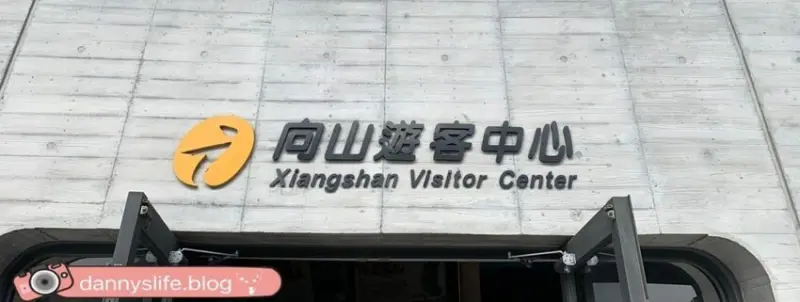 向山遊客中心
Xiangshan Visitor Center
dannyslife.blog